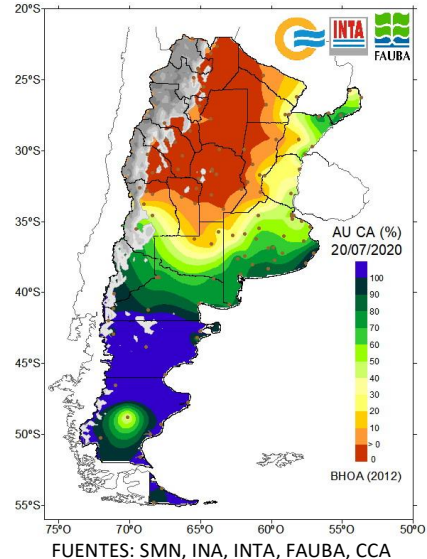 20°S
25°S
30°S
35°S
40°S
45°S
50°S
55°S
75°0
70°O
65°O
60°O
55°O
50°O
INTA
FAUBA
AU CA (%)
20/07/2020
100
90
80
70
60
50
40
30
20
10
> 0
0
BHOA (2012)
FUENTES: SMN, INA, INTA, FAUBA, CCA